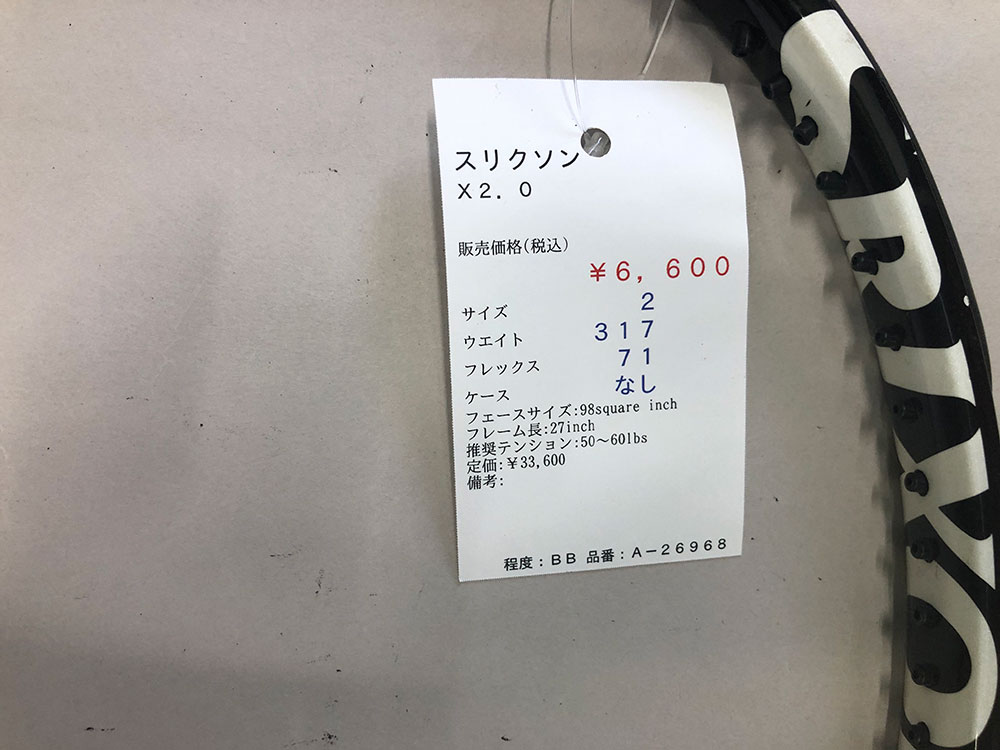 スリクソン
X2.0
販売価格(税込)
¥6,600
サイズ 2
ウエイト 317
フレックス 71
ケース なし
フェースサイズ:98square inch
フレーム長:27inch
推奨テンション:50～60lbs
定価:¥33,600
備考:
程度:BB 品番:A-26968
SRIXO